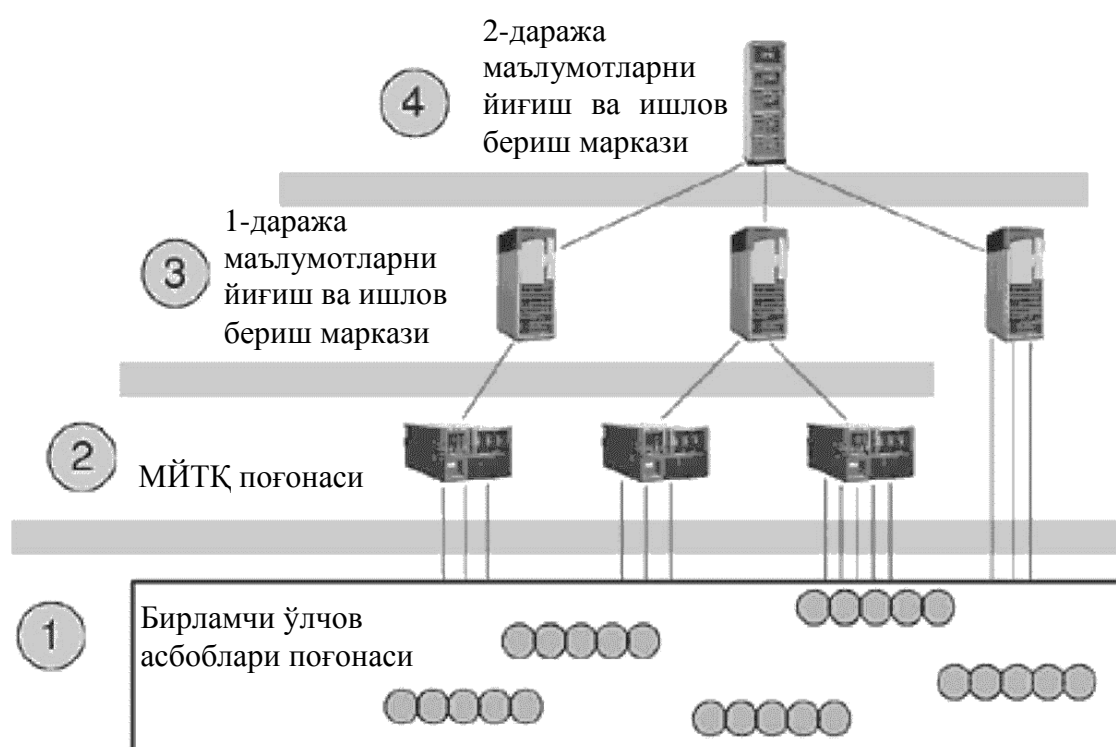 2-даража
маълумотларни
йиғиш ва ишлов
бериш маркази
4
1-даража
маълумотларни
йиғиш ва ишлов
бериш маркази
3
2
МЙТҚ поғонаси
1
Бирламчи ўлчов
асбоблари поғонаси